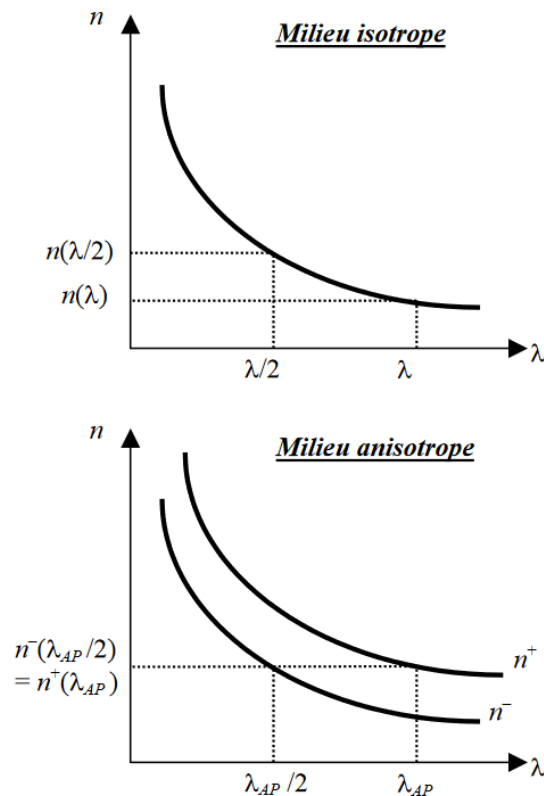 n
Milieu isotrope
n(λ/2)
n(λ)
λ/2
λ
λ
n
Milieu anisotrope
n⁻(λ_AP/2)
= n⁺(λ_AP)
n⁺
n⁻
λ_AP/2
λ_AP
λ